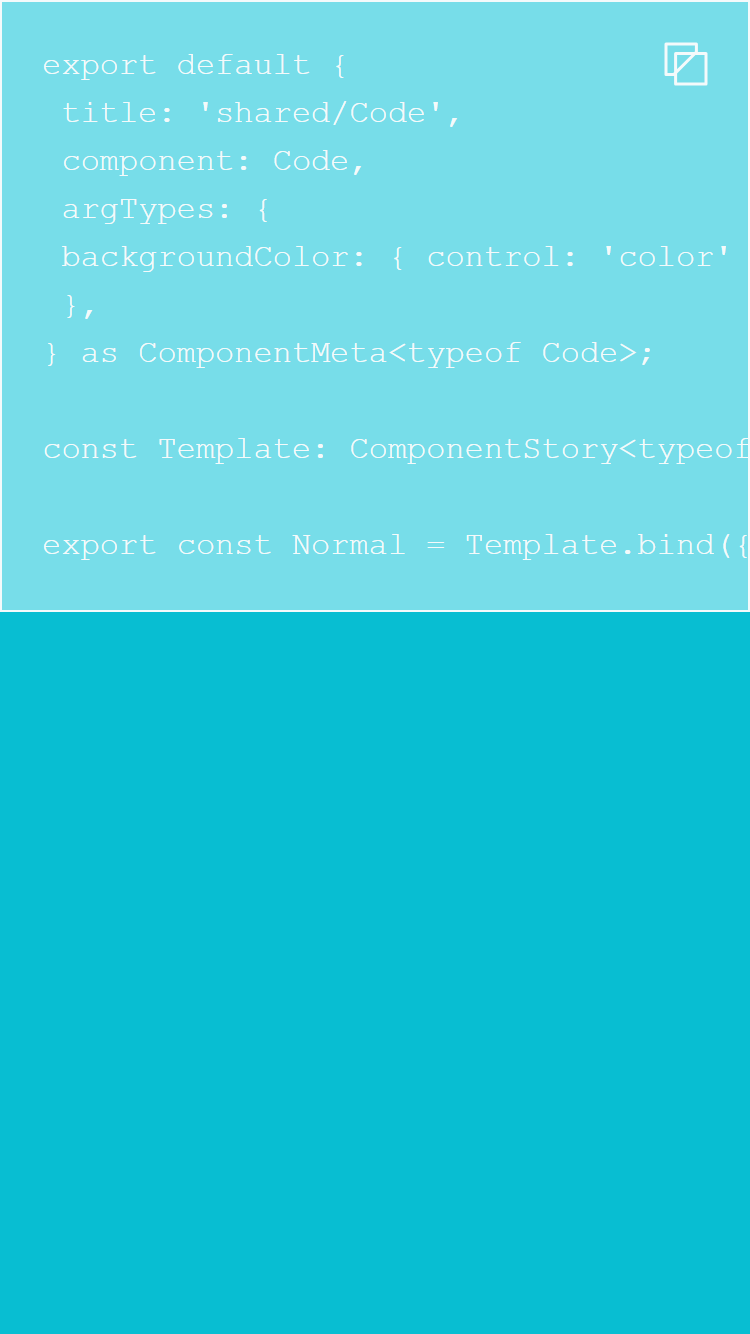 export default {
title: 'shared/Code',
component: Code,
argTypes: {
backgroundColor: { control: 'color'
},
} as ComponentMeta<typeof Code>;
const Template: ComponentStory<typeof
export const Normal = Template.bind({